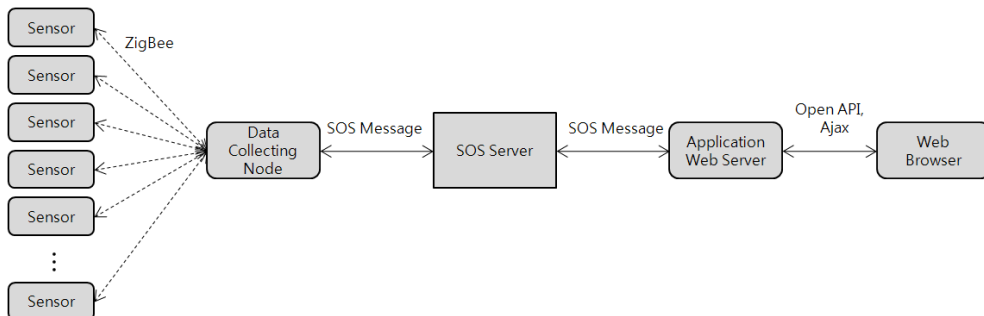 Sensor
ZigBee
Sensor
Sensor
Sensor
Sensor
⋮
Sensor
Data
Collecting
Node
SOS Message
SOS Server
SOS Message
Application
Web Server
Open API,
Ajax
Web
Browser